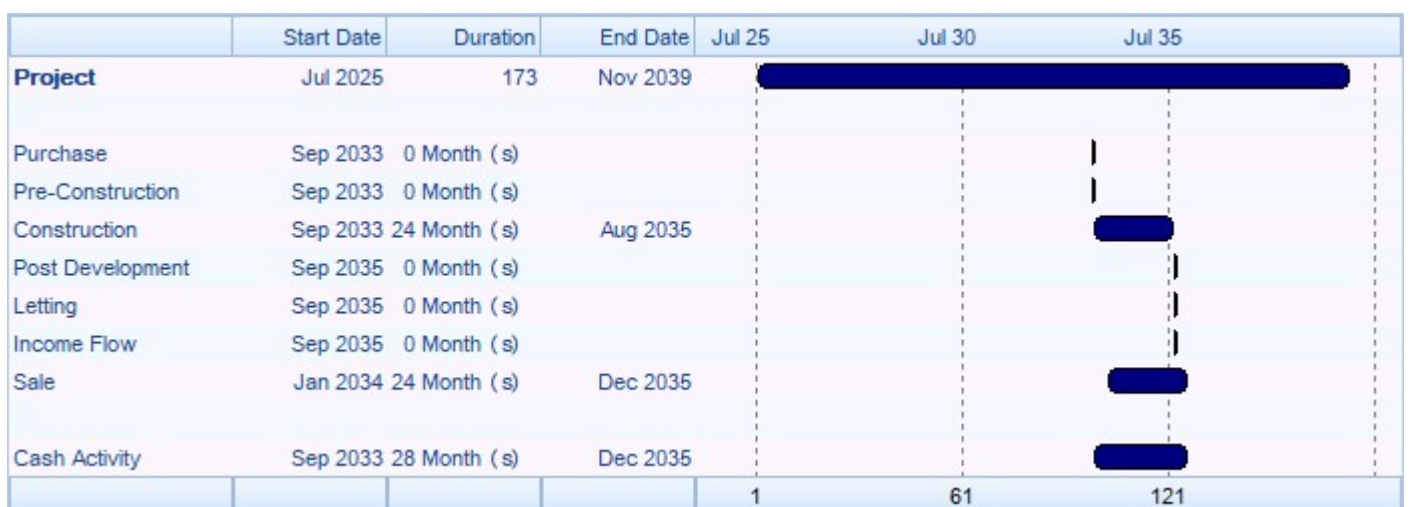 Start Date Duration End Date Jul 25 Jul 30 Jul 35
Project Jul 2025 173 Nov 2039
Purchase Sep 2033 0 Month (s)
Pre-Construction Sep 2033 0 Month (s)
Construction Sep 2033 24 Month (s) Aug 2035
Post Development Sep 2035 0 Month (s)
Letting Sep 2035 0 Month (s)
Income Flow Sep 2035 0 Month (s)
Sale Jan 2034 24 Month (s) Dec 2035
Cash Activity Sep 2033 28 Month (s) Dec 2035
1 61 121